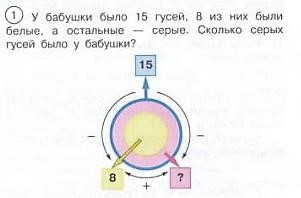 1 У бабушки было 15 гусей, 8 из них были
белые, а остальные — серые. Сколько серых
гусей было у бабушки?
15
– –
8 ?
+